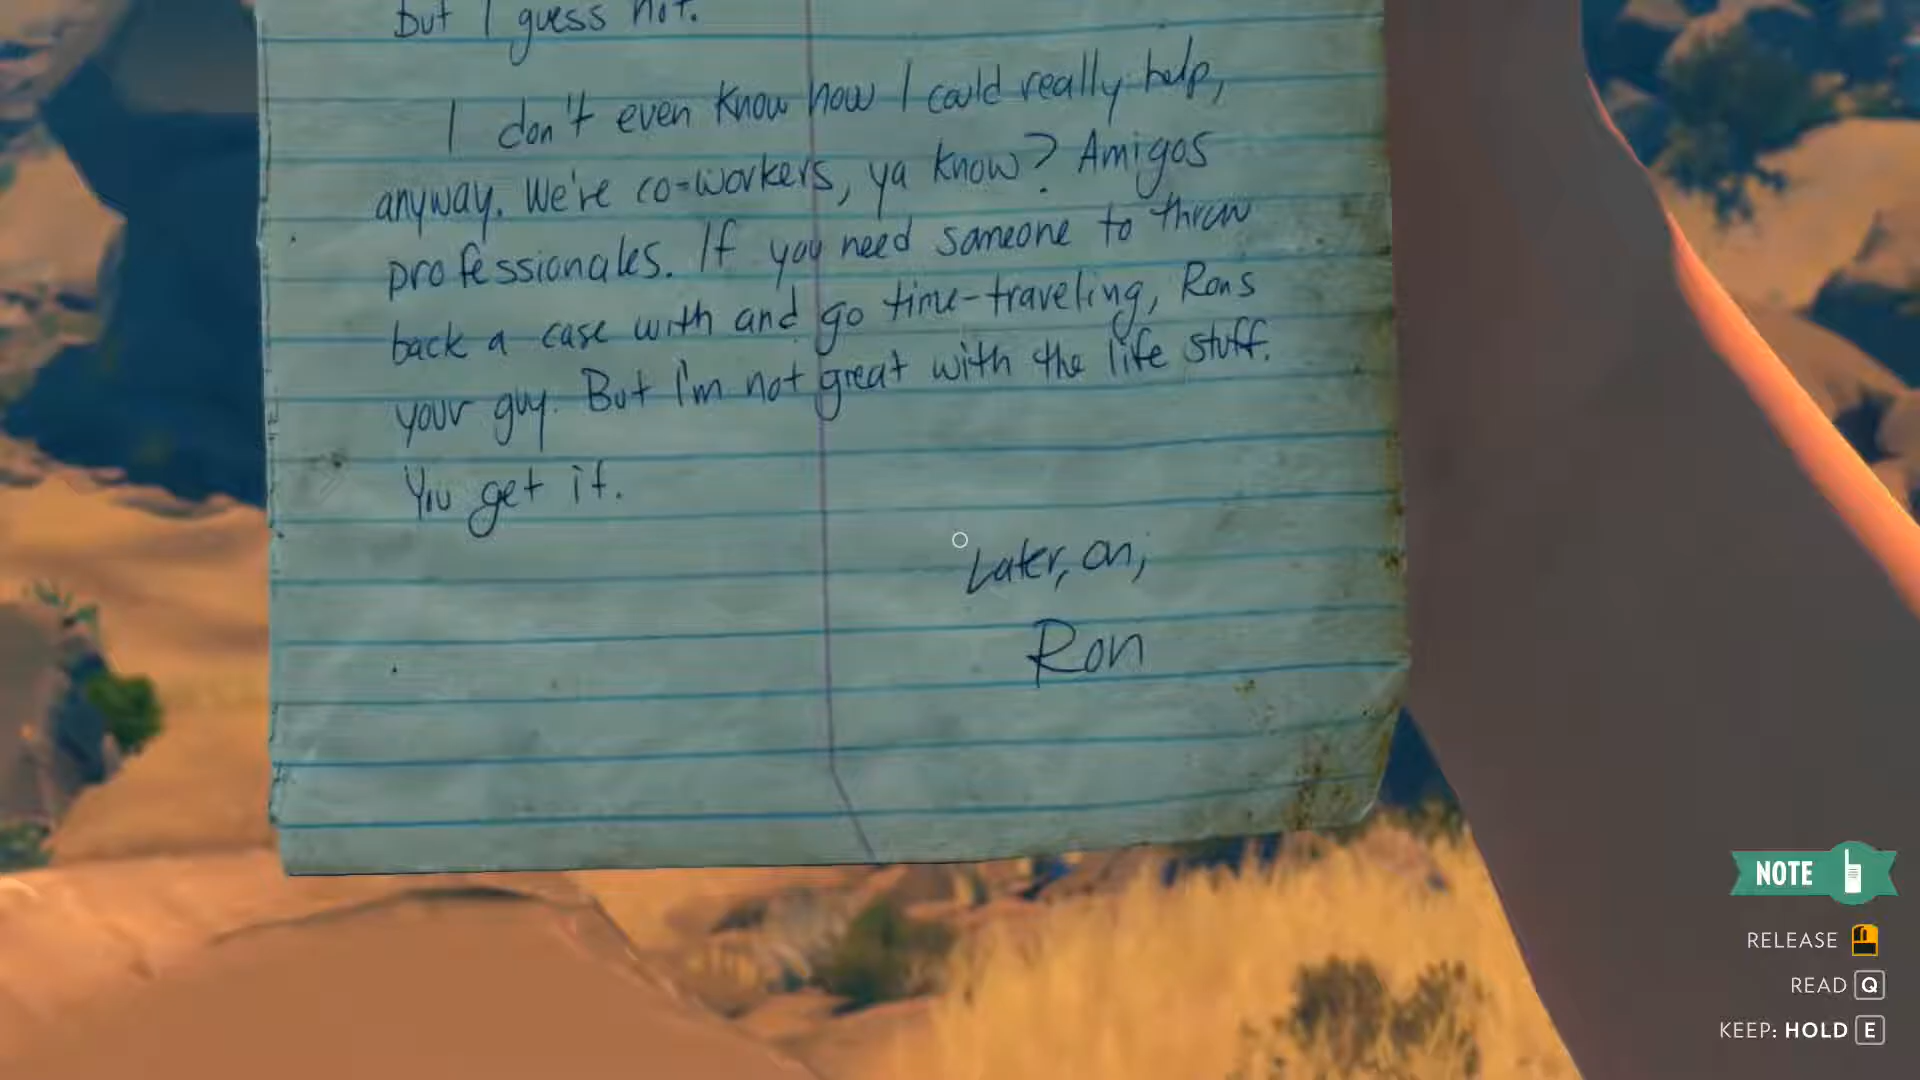 But I guess not.
I don't even know how I could really help,
anyway. We're co-workers, ya know? Amigos
professionales. If you need someone to throw
back a case with and go time-traveling, Rons
your guy. But I'm not great with the life stuff.
You get it.
Later, on,
Ron
NOTE
RELEASE
READ Q
KEEP: HOLD E